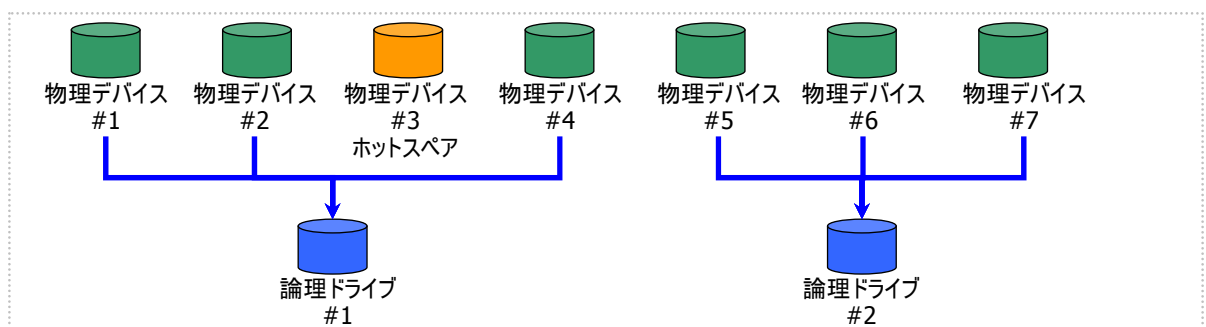 物理デバイス 物理デバイス 物理デバイス 物理デバイス 物理デバイス 物理デバイス 物理デバイス
#1 #2 #3 #4 #5 #6 #7
ホットスペア
論理ドライブ 論理ドライブ
#1 #2